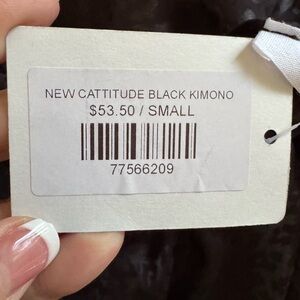 NEW CATTITUDE BLACK KIMONO
$53.50 / SMALL
77566209